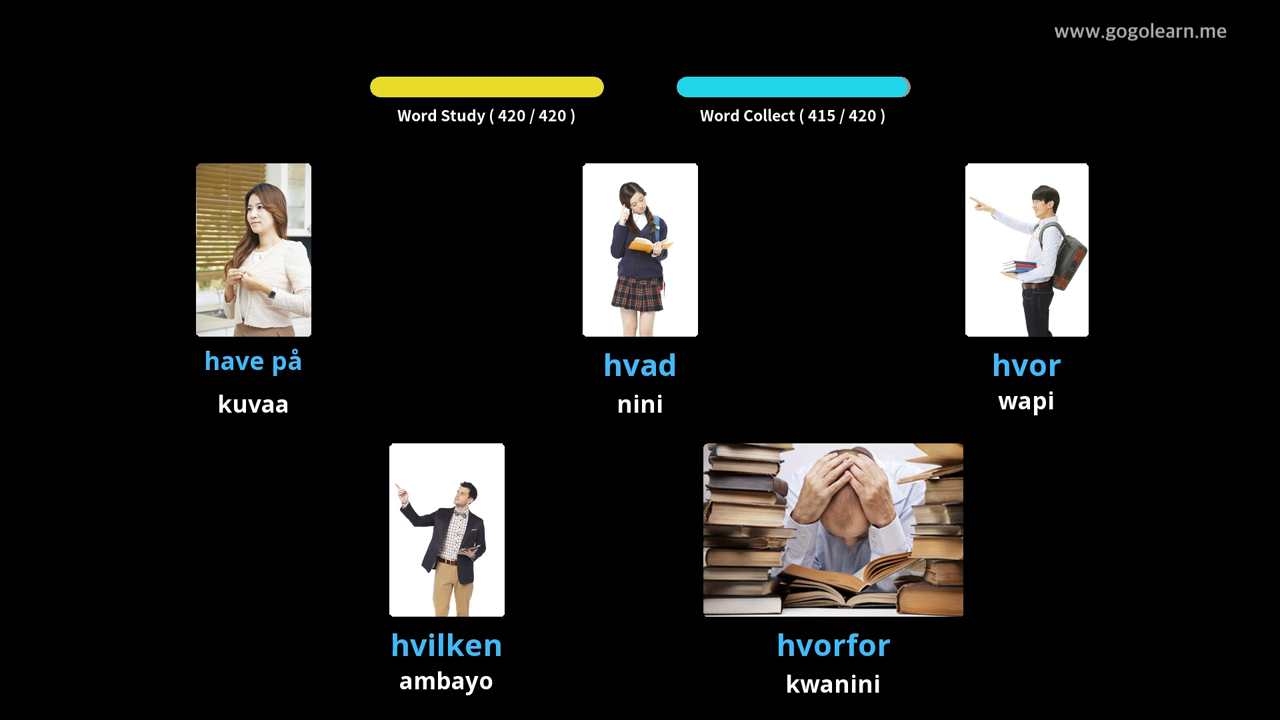 www.gogolearn.me
Word Study ( 420 / 420 )
Word Collect ( 415 / 420 )
have på
kuvaa
hvad
nini
hvor
wapi
hvilken
ambayo
hvorfor
kwanini